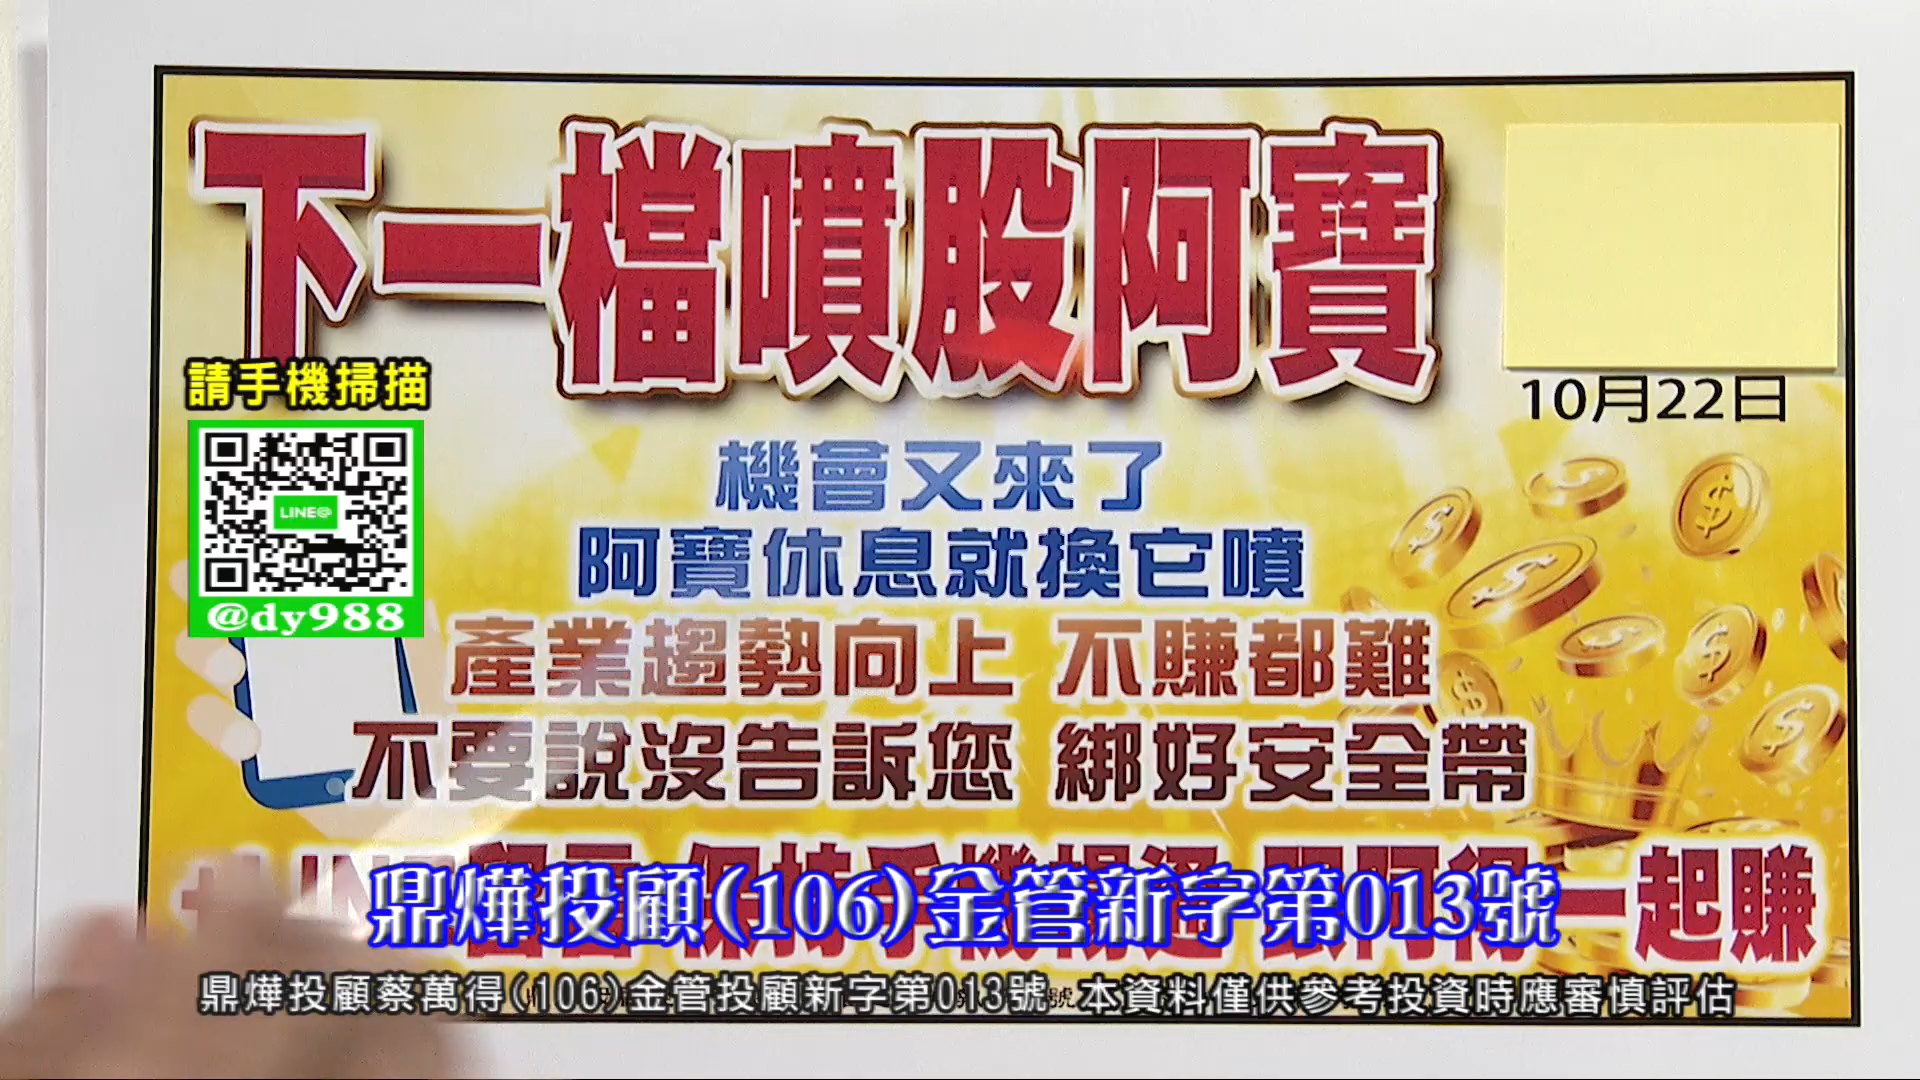 下一檔噴股阿寶
10月22日
請手機掃描
LINE@
@dy988
機會又來了
阿寶休息就換它噴
產業趨勢向上 不賺都難
不要說沒告訴您 綁好安全帶
一起賺
鼎燁投顧(106)金管新字第013號
鼎燁投顧蔡萬得(106)金管投顧新字第013號 本資料僅供參考投資時應審慎評估